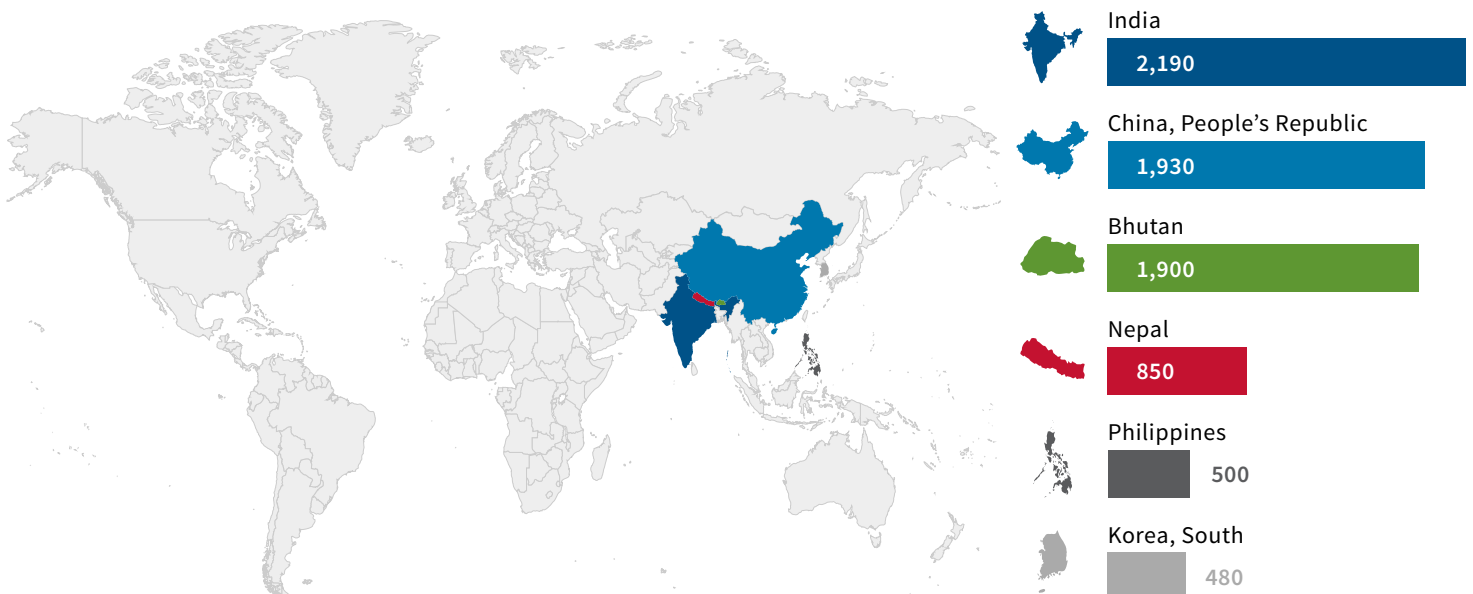 India
2,190
China, People’s Republic
1,930
Bhutan
1,900
Nepal
850
Philippines
500
Korea, South
480